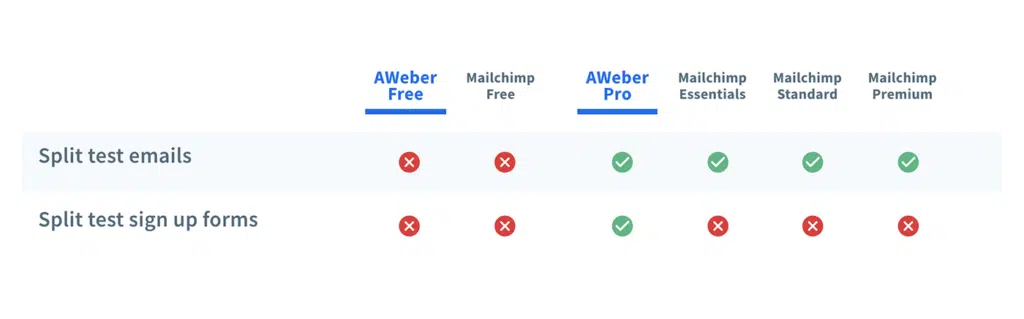 AWeber Free
Mailchimp Free
AWeber Pro
Mailchimp Essentials
Mailchimp Standard
Mailchimp Premium
Split test emails
Split test sign up forms